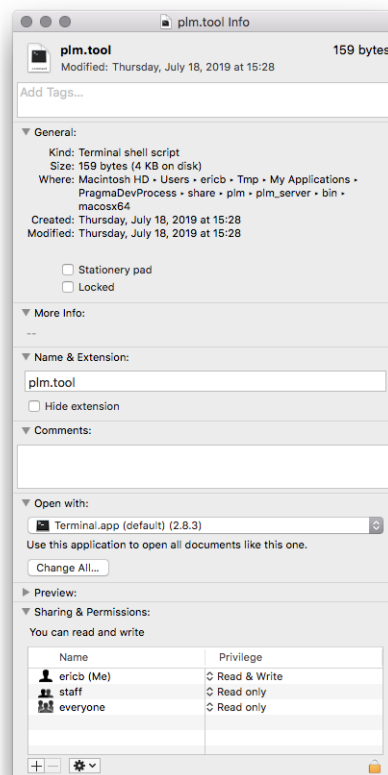 plm.tool Info
plm.tool
159 bytes
Modified: Thursday, July 18, 2019 at 15:28
Add Tags...
General:
Kind: Terminal shell script
Size: 159 bytes (4 KB on disk)
Where: Macintosh HD ▸ Users ▸ ericb ▸ Tmp ▸ My Applications ▸
PragmaDevProcess ▸ share ▸ plm ▸ plm_server ▸ bin ▸
macosx64
Created: Thursday, July 18, 2019 at 15:28
Modified: Thursday, July 18, 2019 at 15:28
Stationery pad
Locked
More Info:
--
Name & Extension:
plm.tool
Hide extension
Comments:
Open with:
Terminal.app (default) (2.8.3)
Use this application to open all documents like this one.
Change All...
Preview:
Sharing & Permissions:
You can read and write
Name Privilege
ericb (Me) Read & Write
staff Read only
everyone Read only